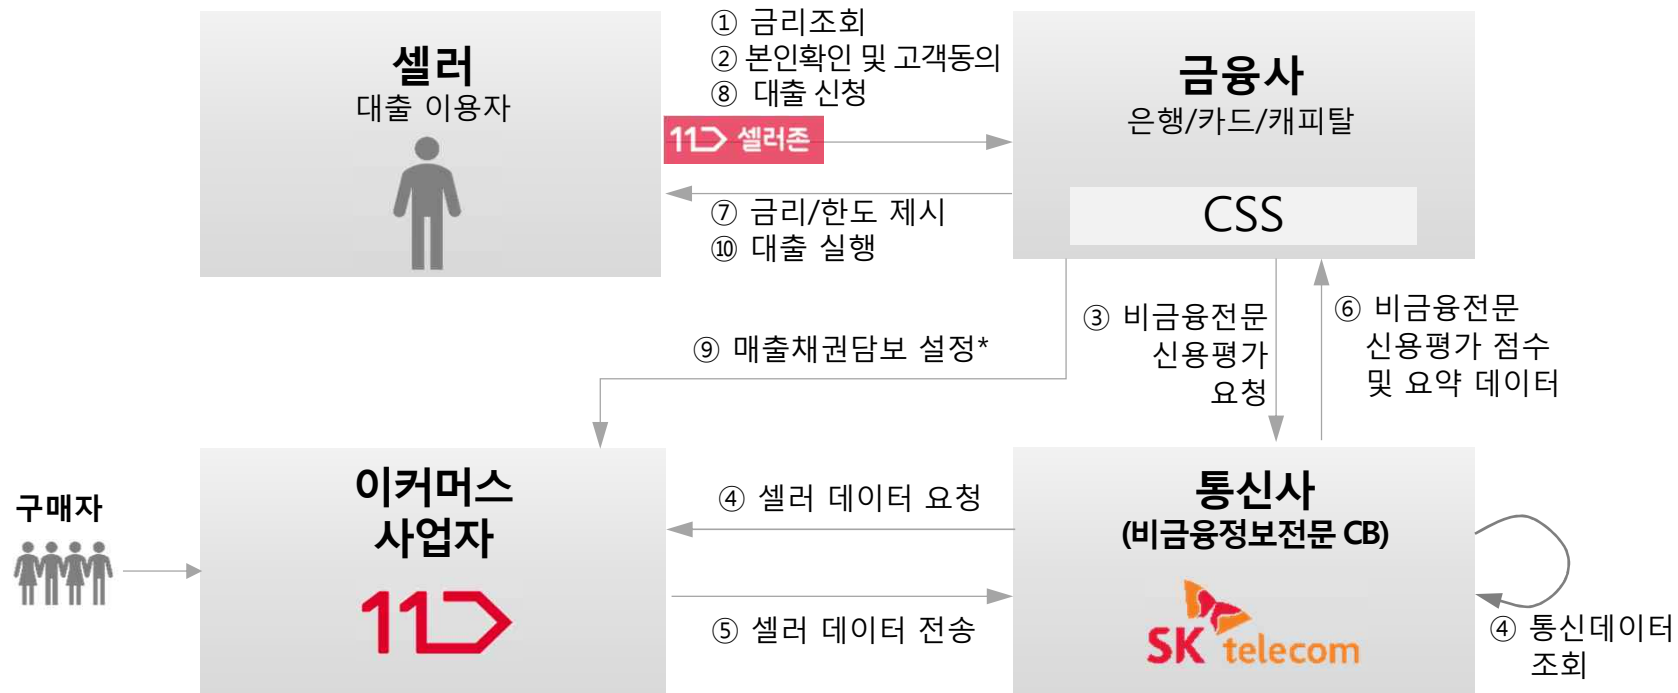 셀러
대출 이용자
① 금리조회
② 본인확인 및 고객동의
⑧ 대출 신청
11 셀러존
⑦ 금리/한도 제시
⑩ 대출 실행
금융사
은행/카드/캐피탈
CSS
⑨ 매출채권담보 설정*
③ 비금융전문
신용평가
요청
⑥ 비금융전문
신용평가 점수
및 요약 데이터
구매자
이커머스
사업자
11
④ 셀러 데이터 요청
⑤ 셀러 데이터 전송
통신사
(비금융정보전문 CB)
SK telecom
④ 통신데이터
조회